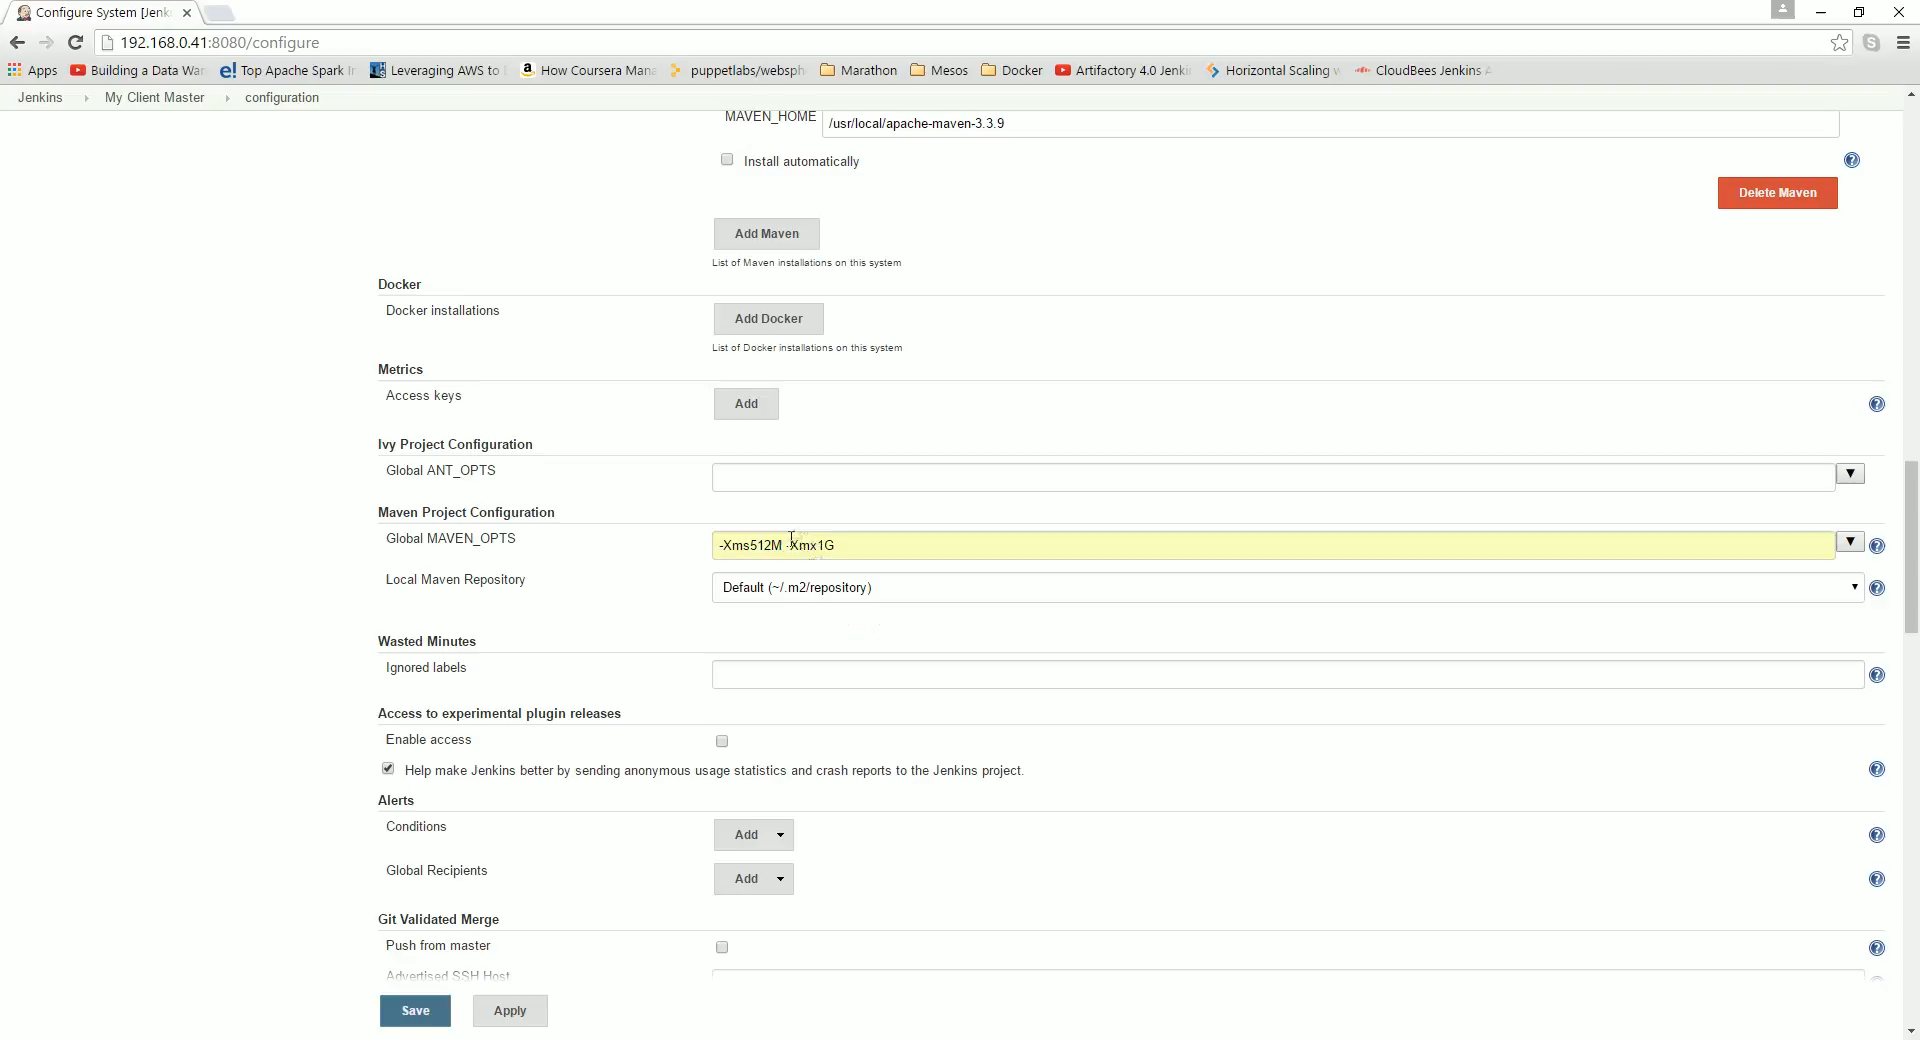 Configure System [Jenk
192.168.0.41:8080/configure
Apps Building a Data War Top Apache Spark Leveraging AWS to How Coursera Mana puppetlabs/websph Marathon Mesos Docker Artifactory 4.0 Jenki Horizontal Scaling CloudBees Jenkins
Jenkins My Client Master configuration
MAVEN_HOME /usr/local/apache-maven-3.3.9
Install automatically
Delete Maven
Add Maven
List of Maven installations on this system
Docker
Docker installations
Add Docker
List of Docker installations on this system
Metrics
Access keys
Add
Ivy Project Configuration
Global ANT_OPTS
Maven Project Configuration
Global MAVEN_OPTS
-Xms512M -Xmx1G
Local Maven Repository
Default (~/.m2/repository)
Wasted Minutes
Ignored labels
Access to experimental plugin releases
Enable access
Help make Jenkins better by sending anonymous usage statistics and crash reports to the Jenkins project.
Alerts
Conditions
Add
Global Recipients
Add
Git Validated Merge
Push from master
Advertised SSH Host
Save Apply